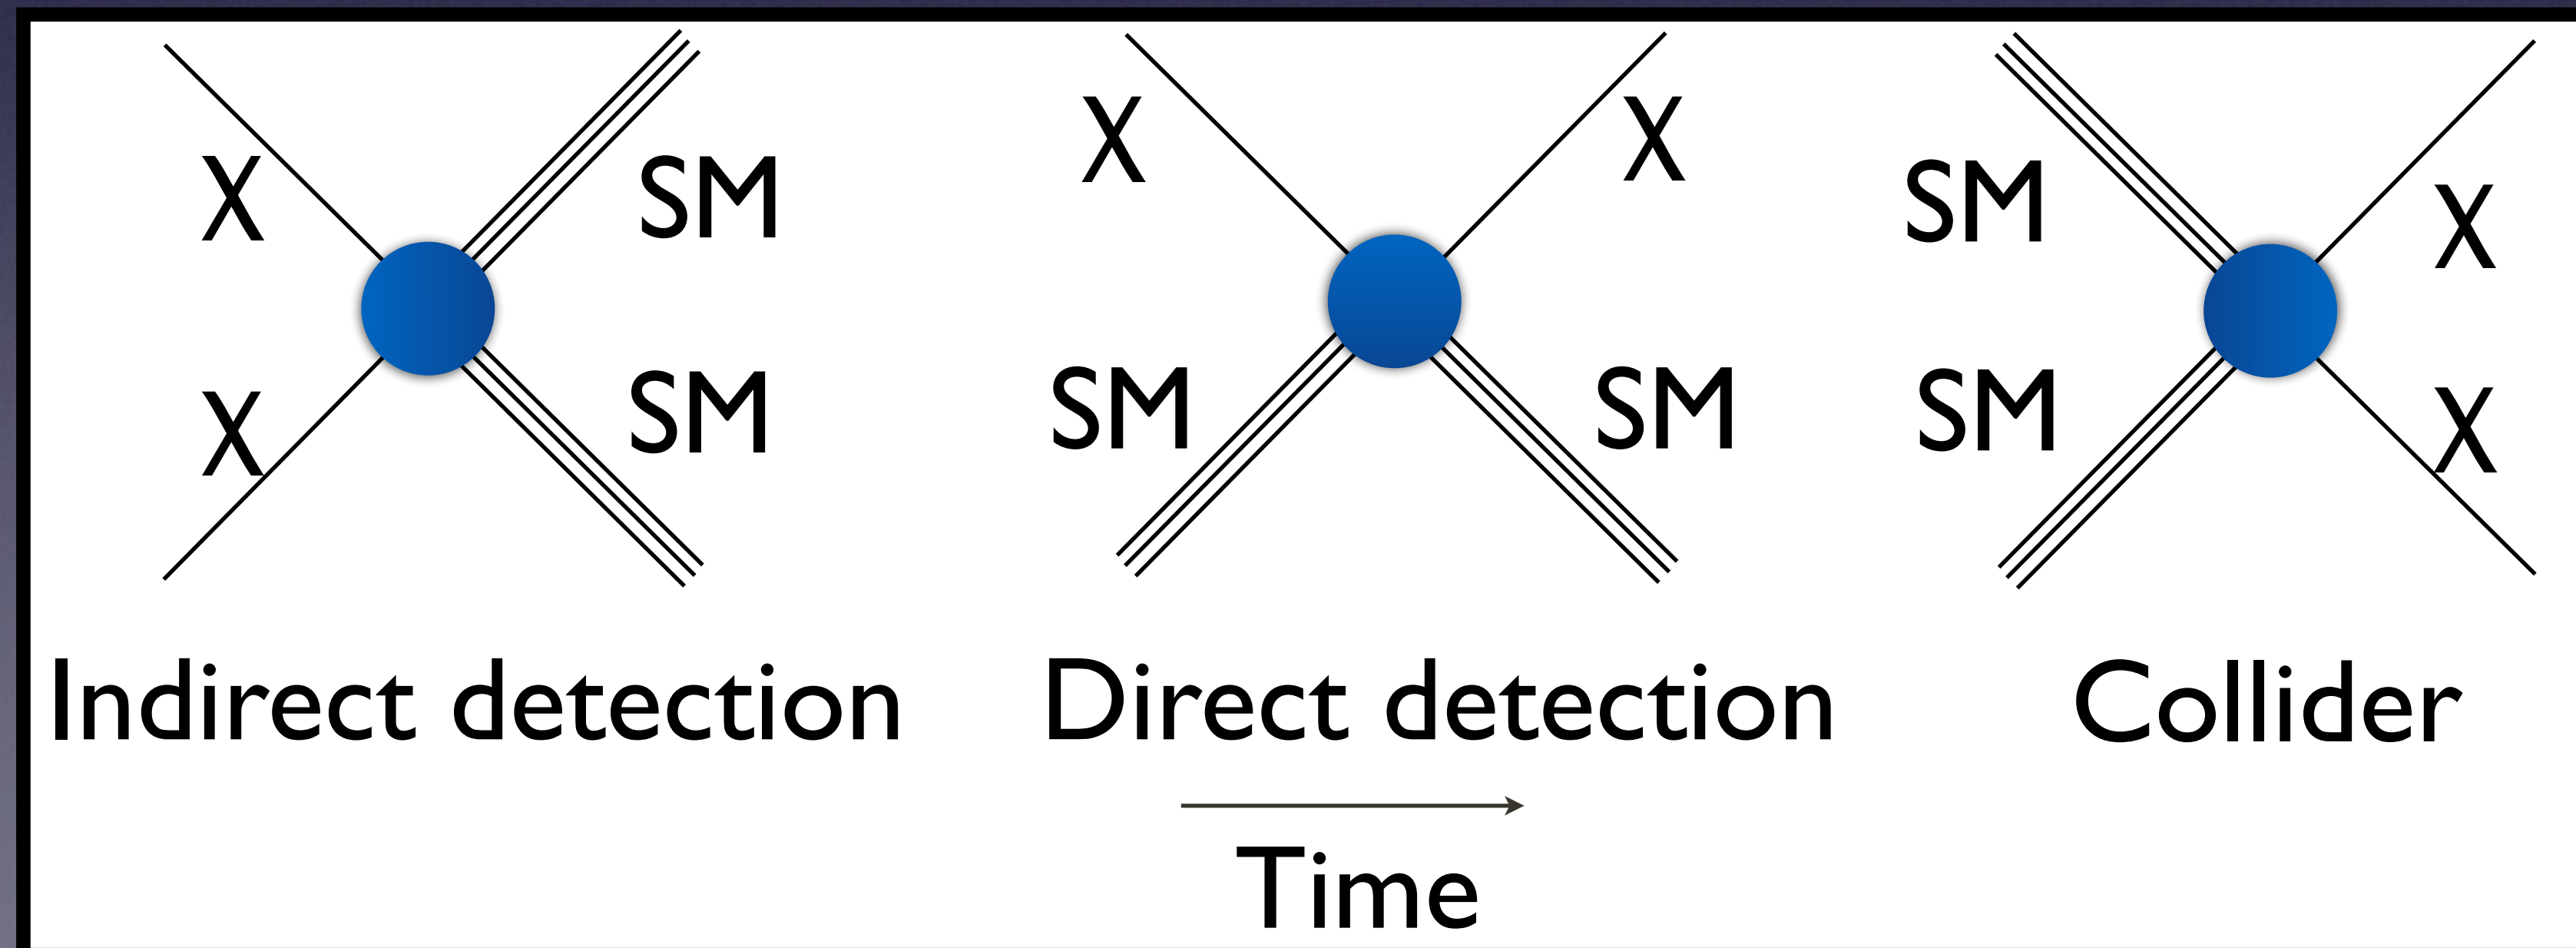 X SM X X SM X
X SM SM SM SM X
Indirect detection Direct detection Collider
Time